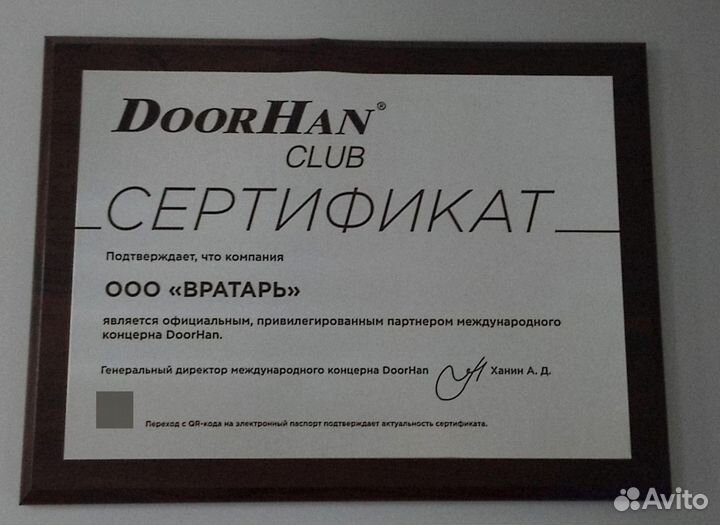 DOORHAN®
CLUB
СЕРТИФИКАТ
Подтверждает, что компания
ООО «ВРАТАРЬ»
является официальным, привилегированным партнером международного
концерна DoorHan.
Генеральный директор международного концерна DoorHan Ханин А. Д.
Переход с QR-кода на электронный паспорт подтверждает актуальность сертификата.
Avito